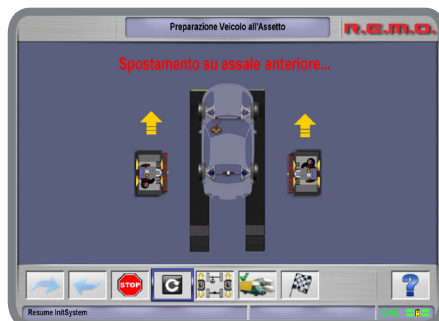 Preparazione Veicolo all'Assetto
R.E.M.O.
Spostamento su assale anteriore...
STOP
C
?
Resume InitSystem